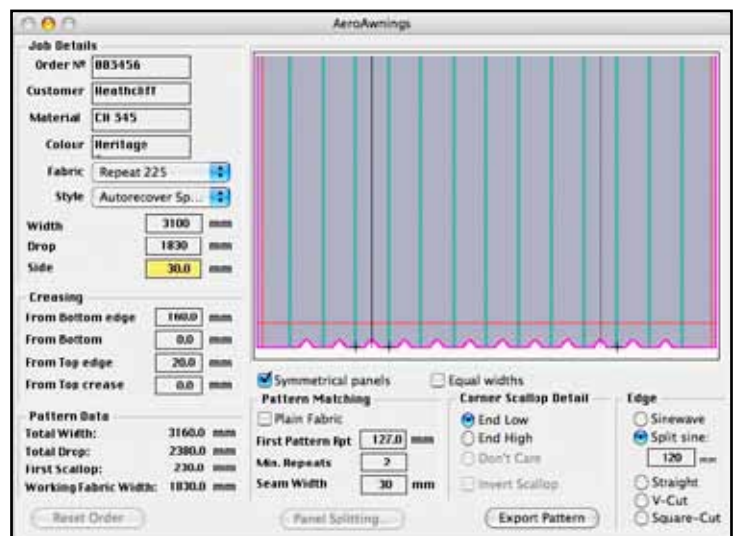 AeroAwnings
Job Details
Order Nº 003456
Customer Heathcliff
Material CH 545
Colour Heritage
Fabric Repeat 225
Style Autorecover Sp...
Width 3100 mm
Drop 1830 mm
Side 30.0 mm
Creasing
From Bottom edge 160.0 mm
From Bottom 0.0 mm
From Top edge 20.0 mm
From Top crease 0.0 mm
Pattern Data
Total Width: 3160.0 mm
Total Drop: 2380.0 mm
First Scallop: 230.0 mm
Working Fabric Width: 1830.0 mm
Reset Order
Symmetrical panels
Equal widths
Pattern Matching
Plain Fabric
First Pattern Rpt 127.0 mm
Min. Repeats 2
Seam Width 30 mm
Panel Splitting...
Corner Scallop Detail
End Low
End High
Don't Care
Invert Scallop
Export Pattern
Edge
Sinewave
Split sine:
120 mm
Straight
V-Cut
Square-Cut